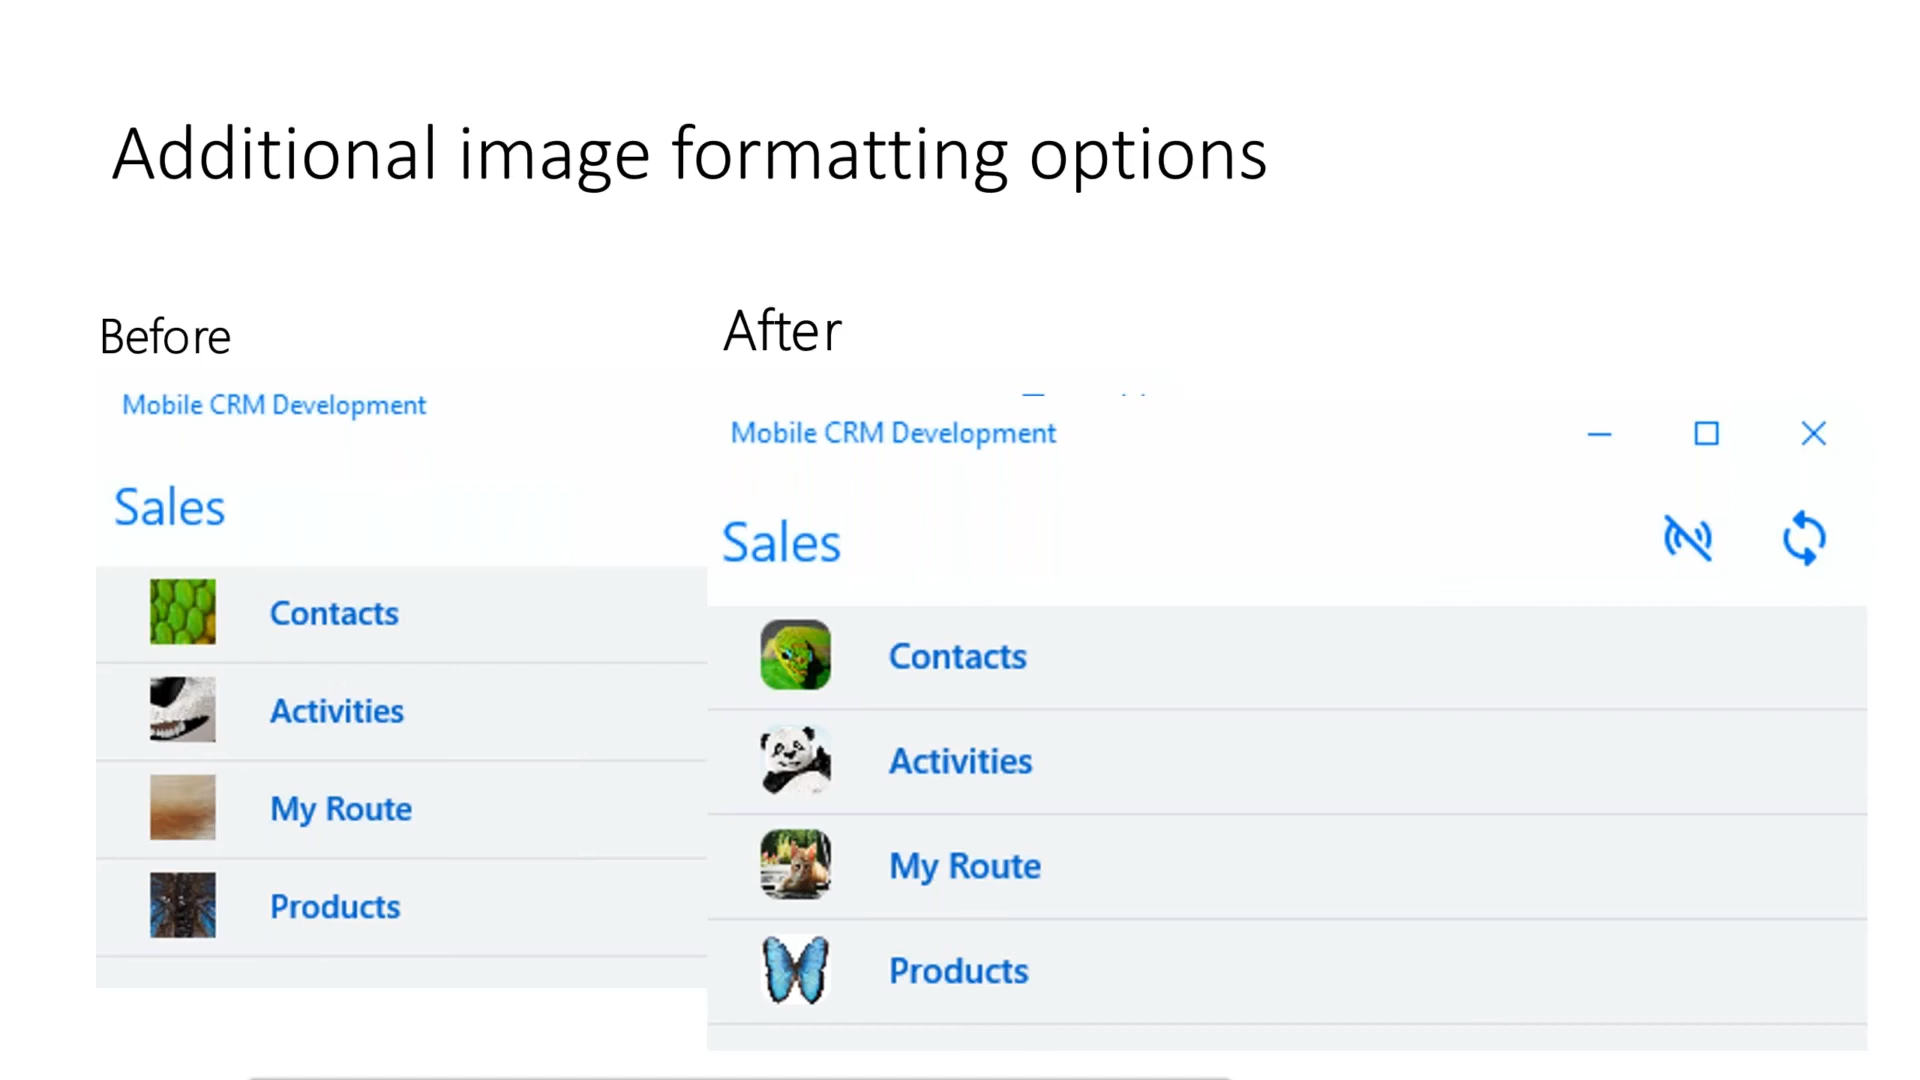 Additional image formatting options
Before
Mobile CRM Development
Sales
Contacts
Activities
My Route
Products
After
Mobile CRM Development
Sales
Contacts
Activities
My Route
Products